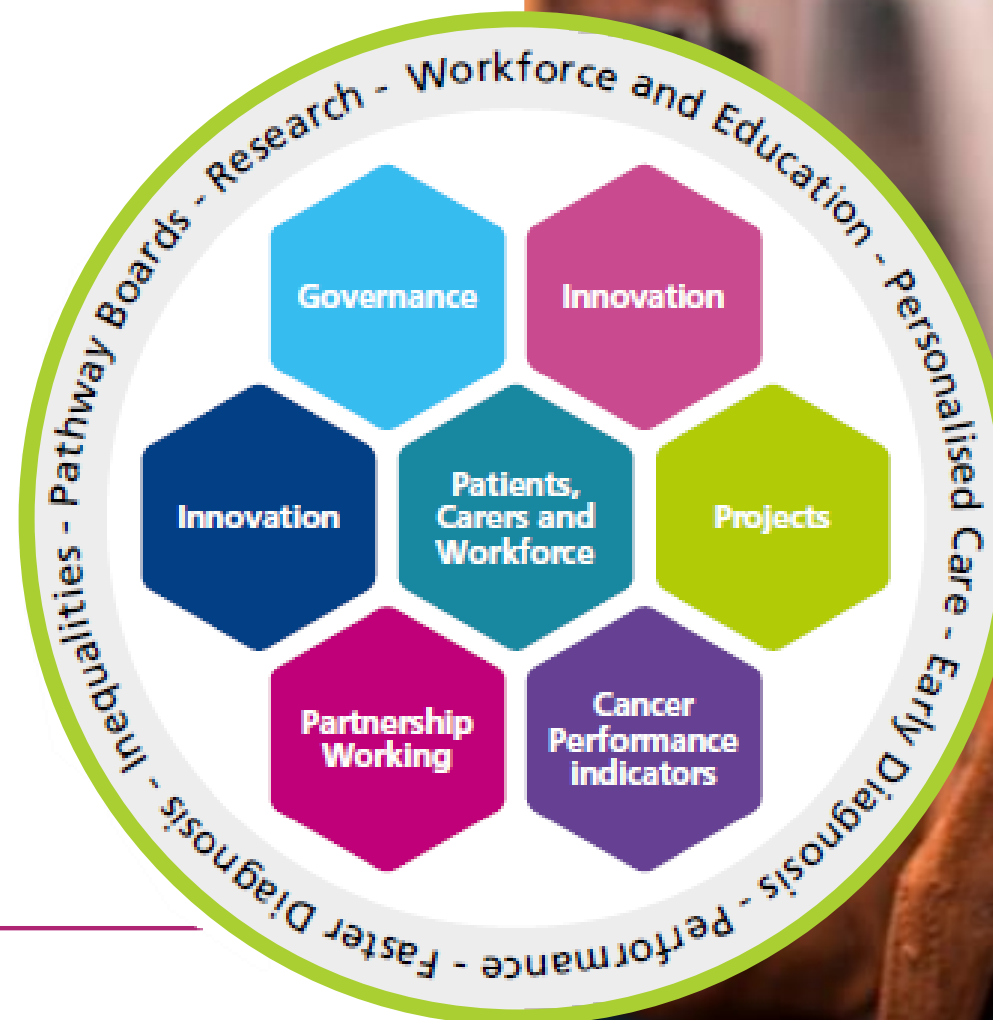 Workforce and Education - Personalised Care - Early Diagnosis - Performance - Faster Diagnosis - Inequalities - Pathway Boards - Research -
Governance
Innovation
Innovation
Patients,
Carers and
Workforce
Projects
Partnership
Working
Cancer
Performance
indicators